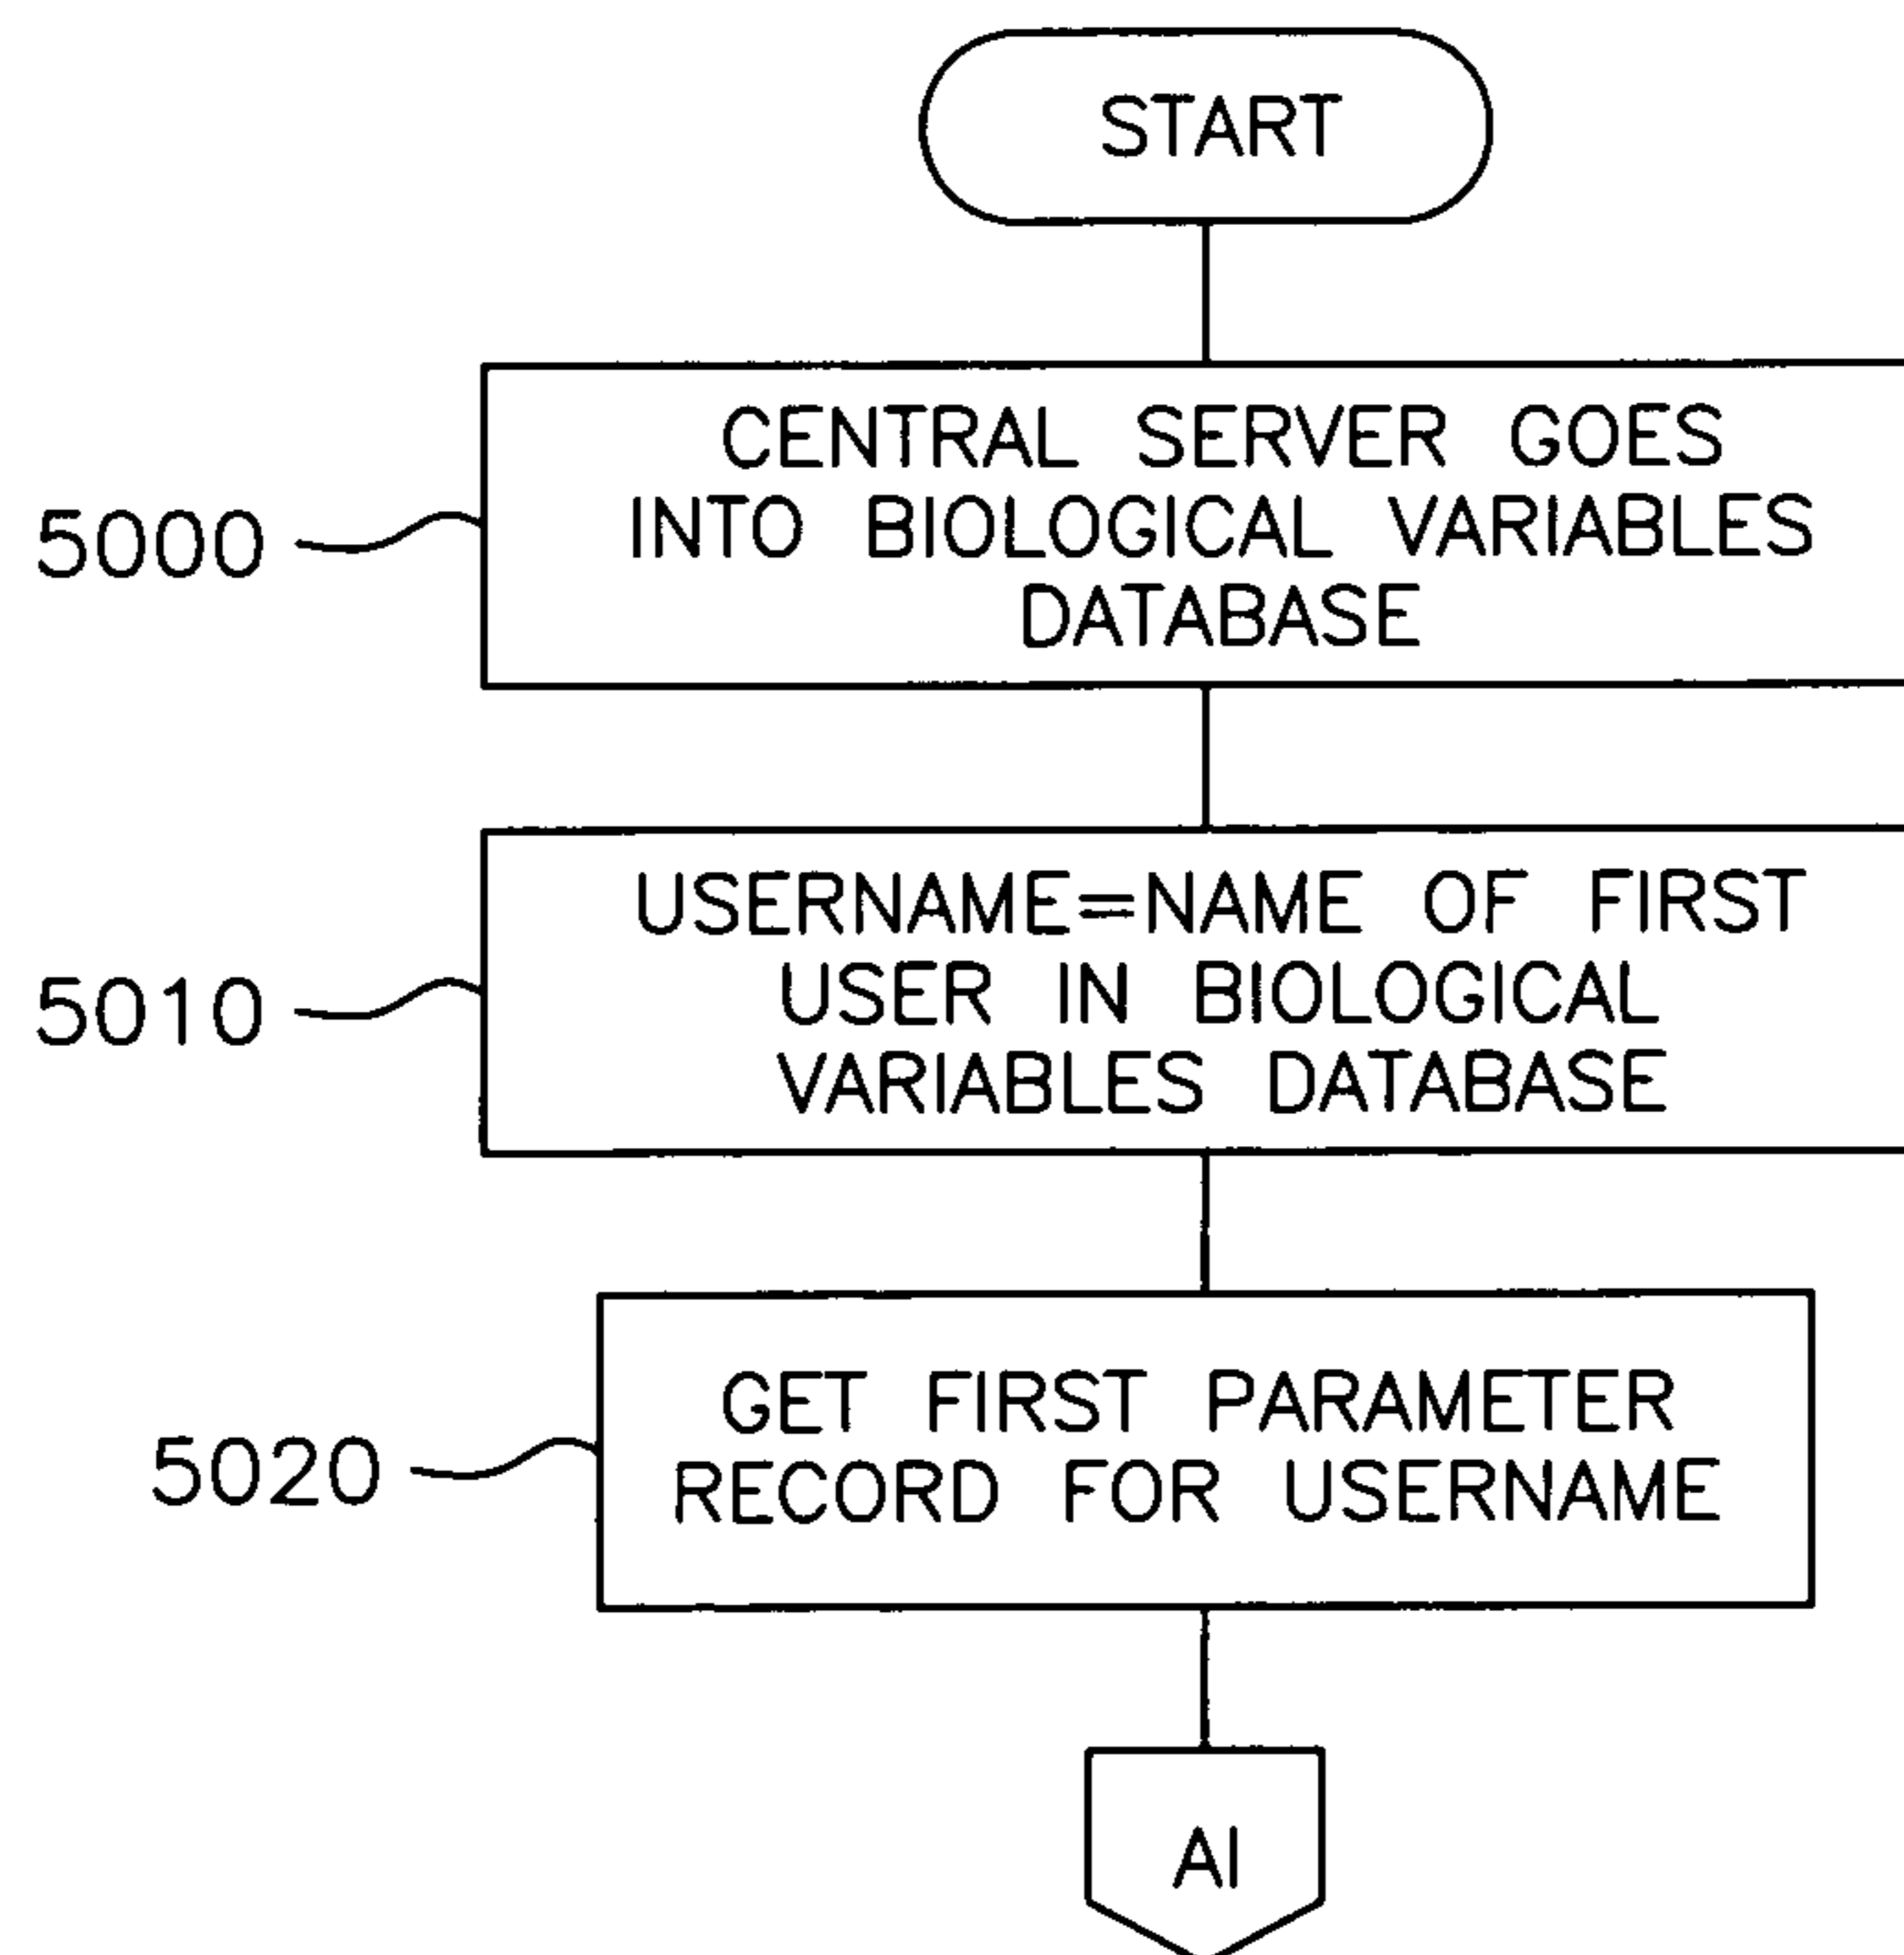 START
CENTRAL SERVER GOES
INTO BIOLOGICAL VARIABLES
DATABASE
5000
USERNAME=NAME OF FIRST
USER IN BIOLOGICAL
VARIABLES DATABASE
5010
GET FIRST PARAMETER
RECORD FOR USERNAME
5020
AI